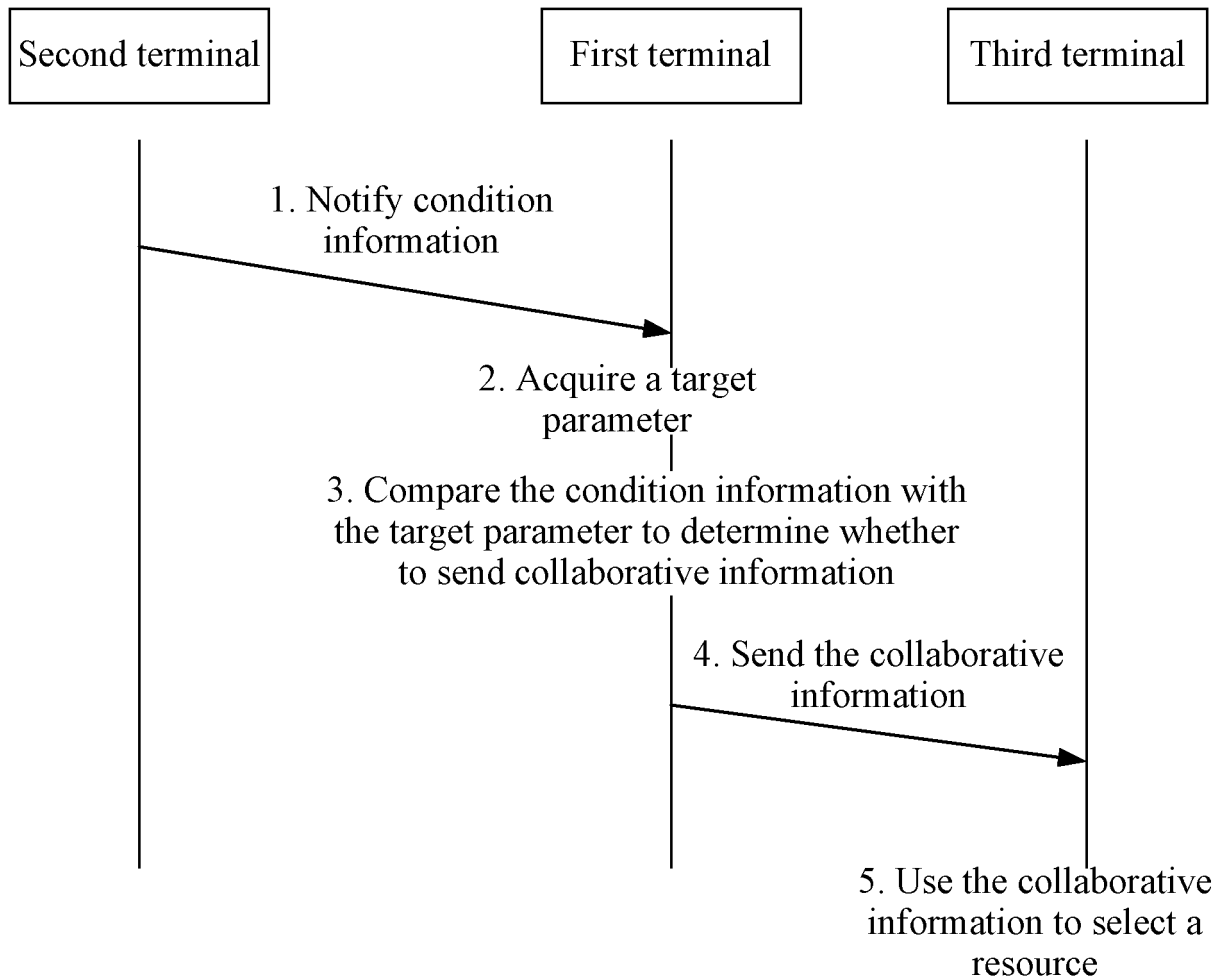 Second terminal
First terminal
Third terminal
1. Notify condition
information
2. Acquire a target
parameter
3. Compare the condition information with
the target parameter to determine whether
to send collaborative information
4. Send the collaborative
information
5. Use the collaborative
information to select a
resource